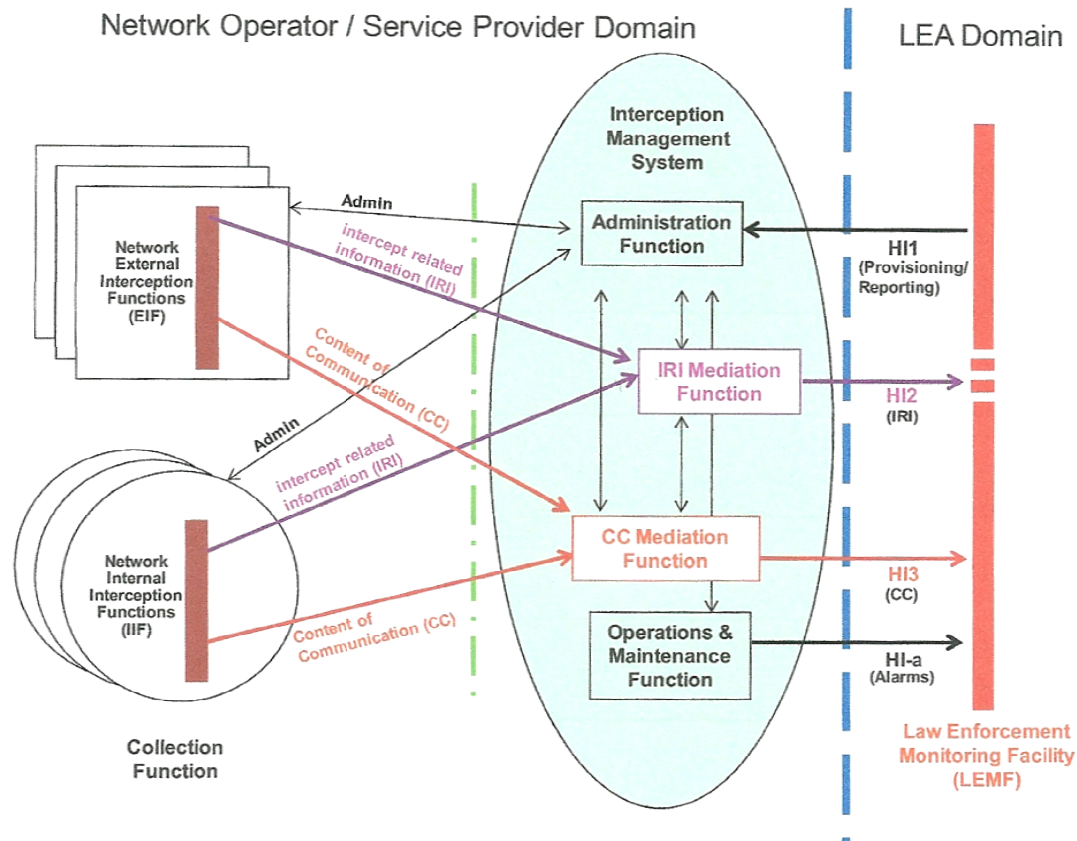 Network Operator / Service Provider Domain
LEA Domain
Interception
Management
System
Admin
Administration
Function
HI1
(Provisioning/
Reporting)
Network
External
Interception
Functions
(EIF)
intercept related
information (IRI)
Content of
Communication (CC)
IRI Mediation
Function
HI2
(IRI)
Admin
intercept related
information (IRI)
CC Mediation
Function
HI3
(CC)
Network
Internal
Interception
Functions
(IIF)
Content of
Communication (CC)
Operations &
Maintenance
Function
HI-a
(Alarms)
Collection
Function
Law Enforcement
Monitoring Facility
(LEMF)